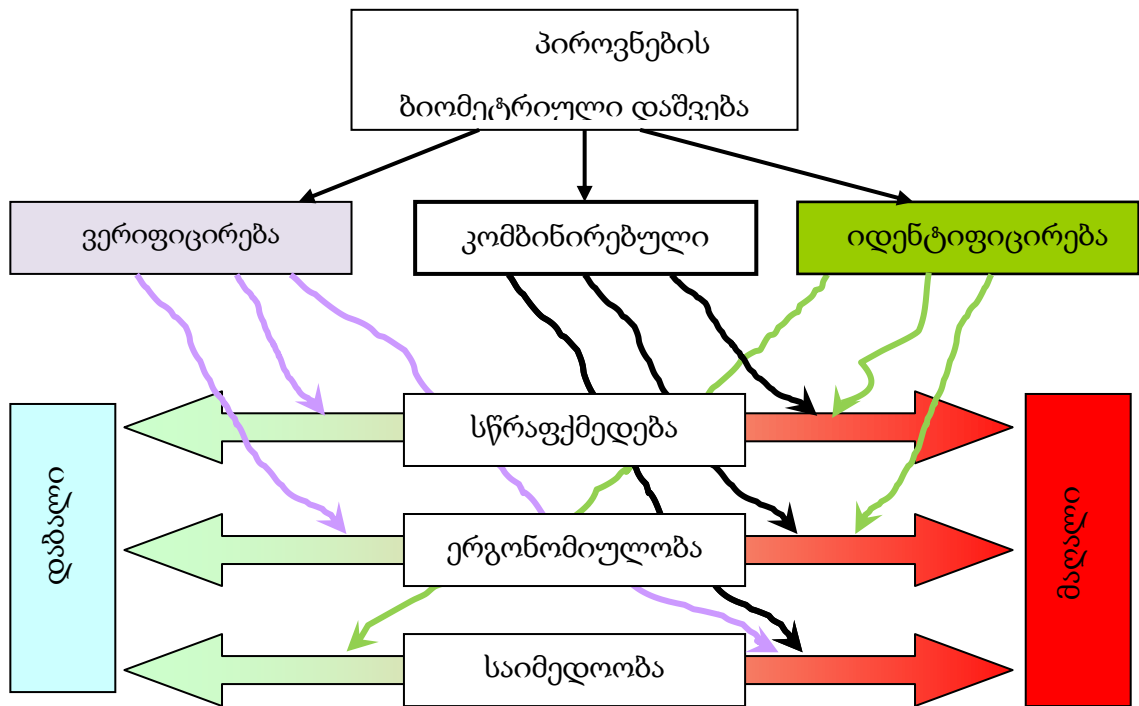 პიროვნების
ბიომეტრიული დაშვება
ვერიფიცირება
კომბინირებული
იდენტიფიცირება
დაბალი
სწრაფქმედება
მაღალი
ერგონომიულობა
საიმედოობა